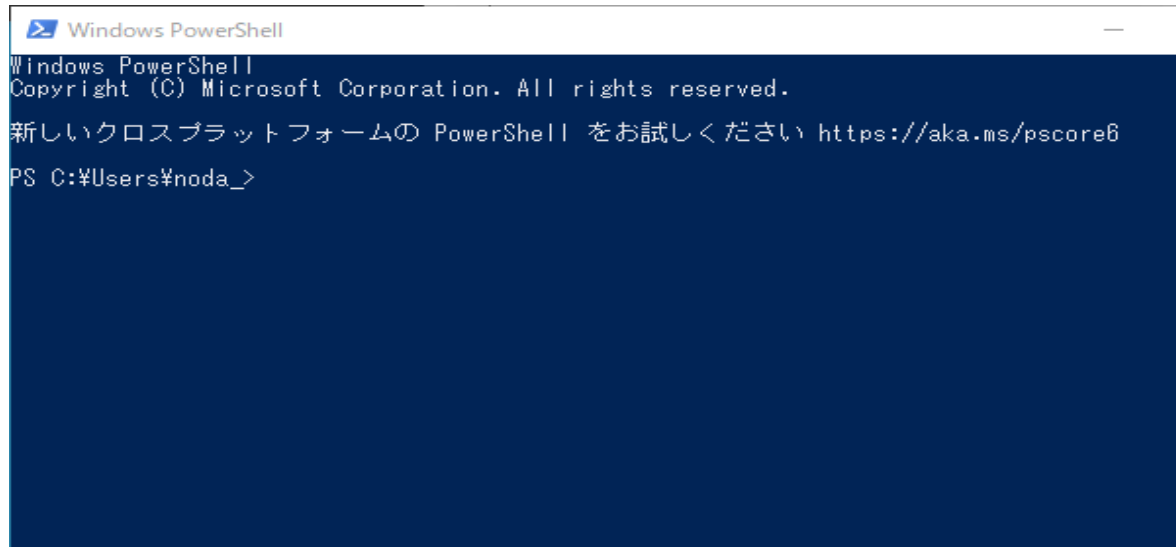 Windows PowerShell
Windows PowerShell
Copyright (C) Microsoft Corporation. All rights reserved.
新しいクロスプラットフォームの PowerShell をお試しください https://aka.ms/pscore6
PS C:¥Users¥noda_>